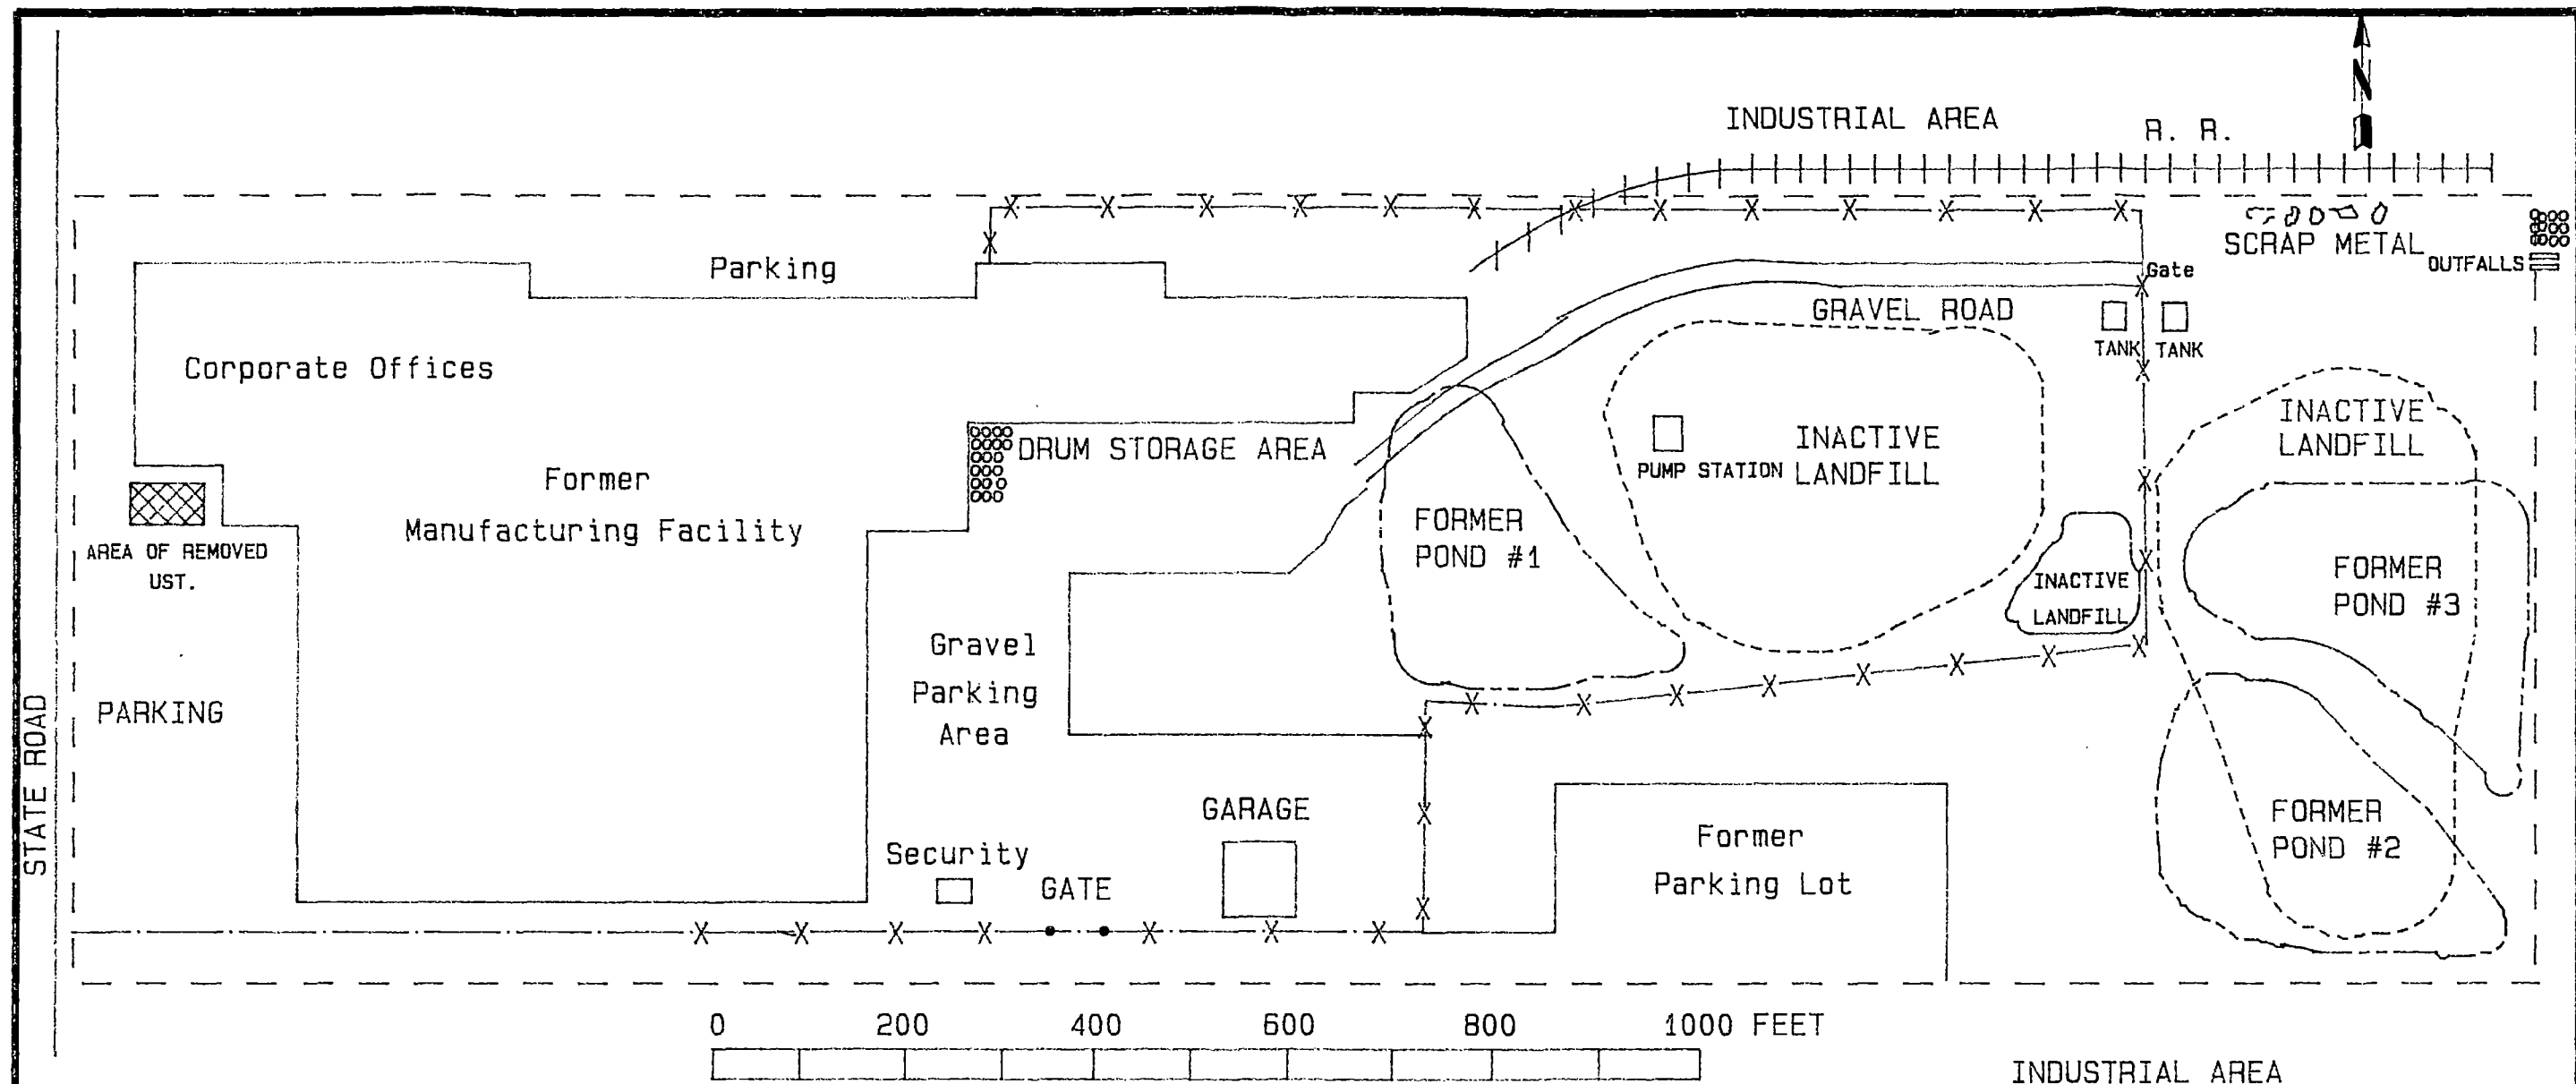 N
INDUSTRIAL AREA
R. R.
SCRAP METAL
OUTFALLS
Parking
Gate
GRAVEL ROAD
TANK
TANK
Corporate Offices
INACTIVE
LANDFILL
DRUM STORAGE AREA
INACTIVE
LANDFILL
PUMP STATION
Former
Manufacturing Facility
FORMER
POND #1
AREA OF REMOVED
UST.
INACTIVE
LANDFILL
FORMER
POND #3
Gravel
Parking
Area
PARKING
STATE ROAD
GARAGE
FORMER
POND #2
Former
Parking Lot
Security
GATE
0 200 400 600 800 1000 FEET
INDUSTRIAL AREA